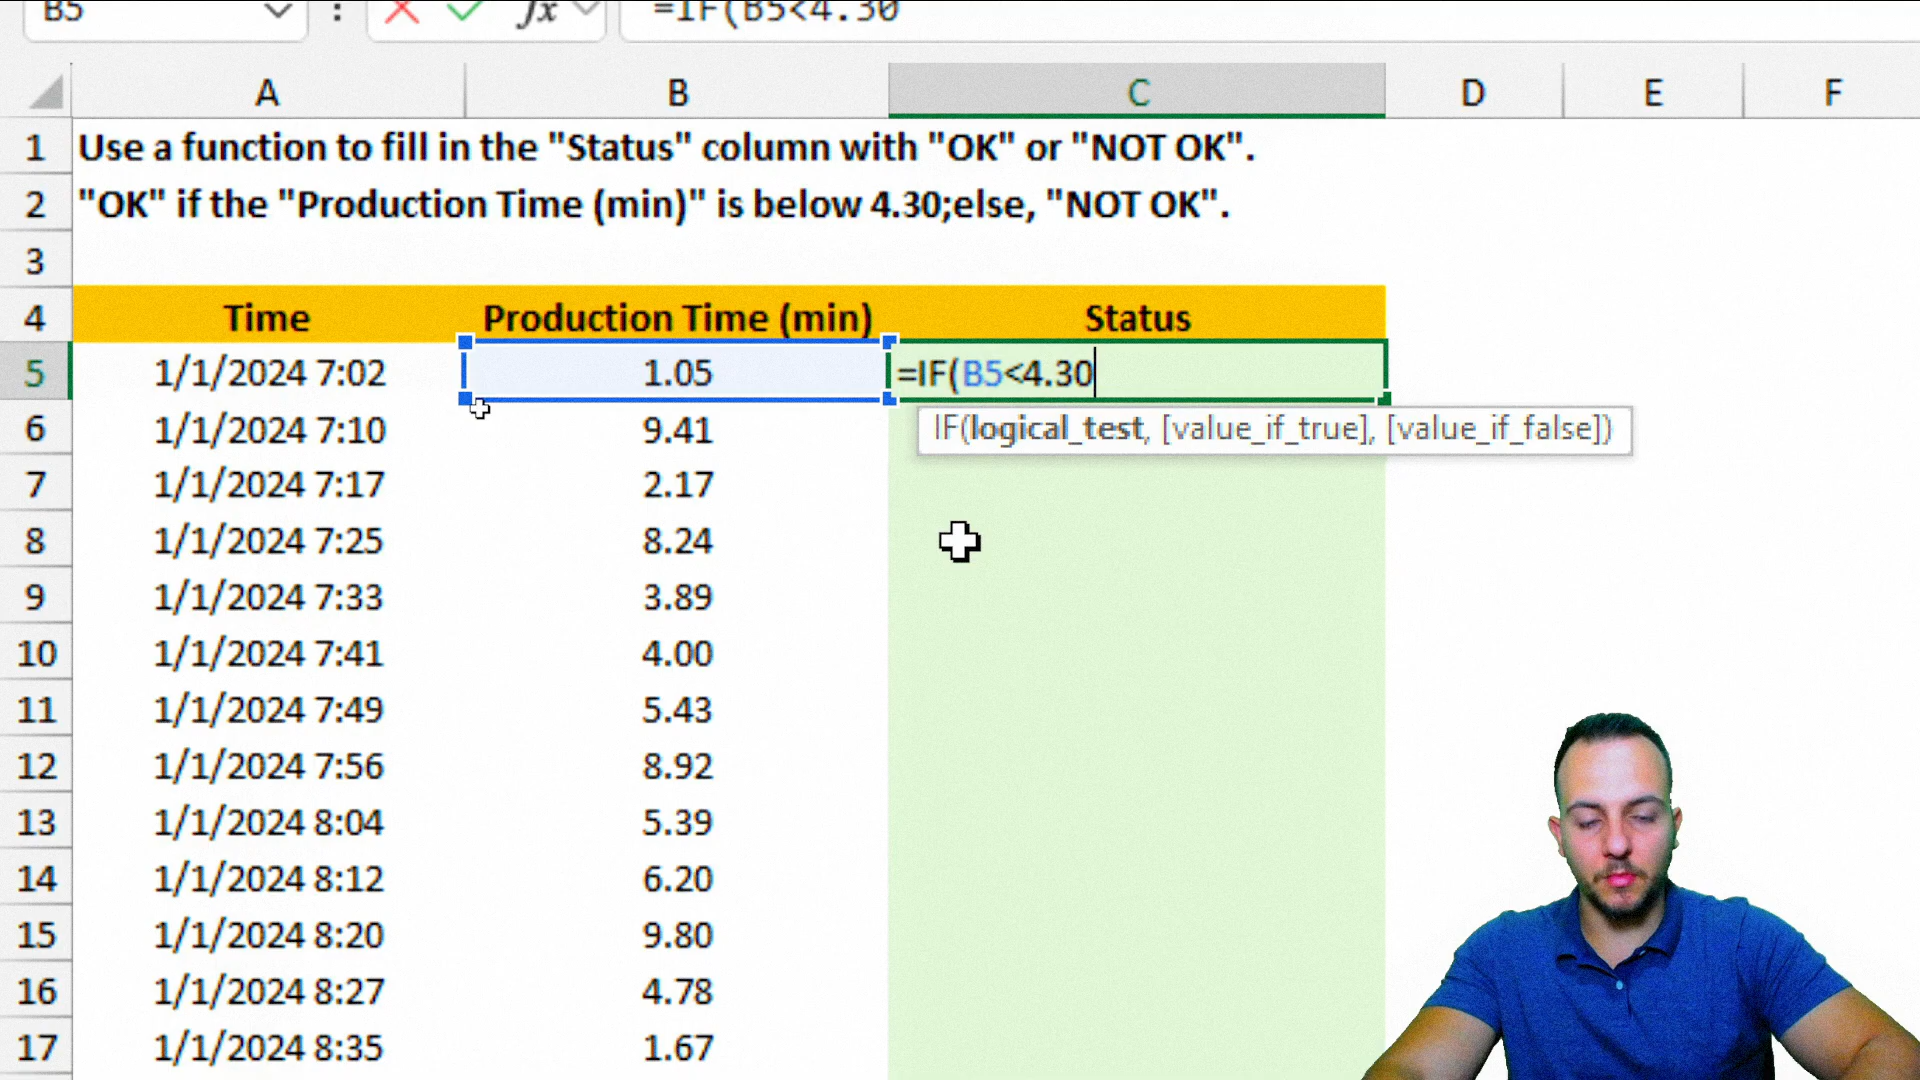 B5 fx =IF(B5<4.30
A B C D E F
1 Use a function to fill in the "Status" column with "OK" or "NOT OK".
2 "OK" if the "Production Time (min)" is below 4.30;else, "NOT OK".
3
4 Time Production Time (min) Status
5 1/1/2024 7:02 1.05 =IF(B5<4.30
IF(logical_test, [value_if_true], [value_if_false])
6 1/1/2024 7:10 9.41
7 1/1/2024 7:17 2.17
8 1/1/2024 7:25 8.24
9 1/1/2024 7:33 3.89
10 1/1/2024 7:41 4.00
11 1/1/2024 7:49 5.43
12 1/1/2024 7:56 8.92
13 1/1/2024 8:04 5.39
14 1/1/2024 8:12 6.20
15 1/1/2024 8:20 9.80
16 1/1/2024 8:27 4.78
17 1/1/2024 8:35 1.67